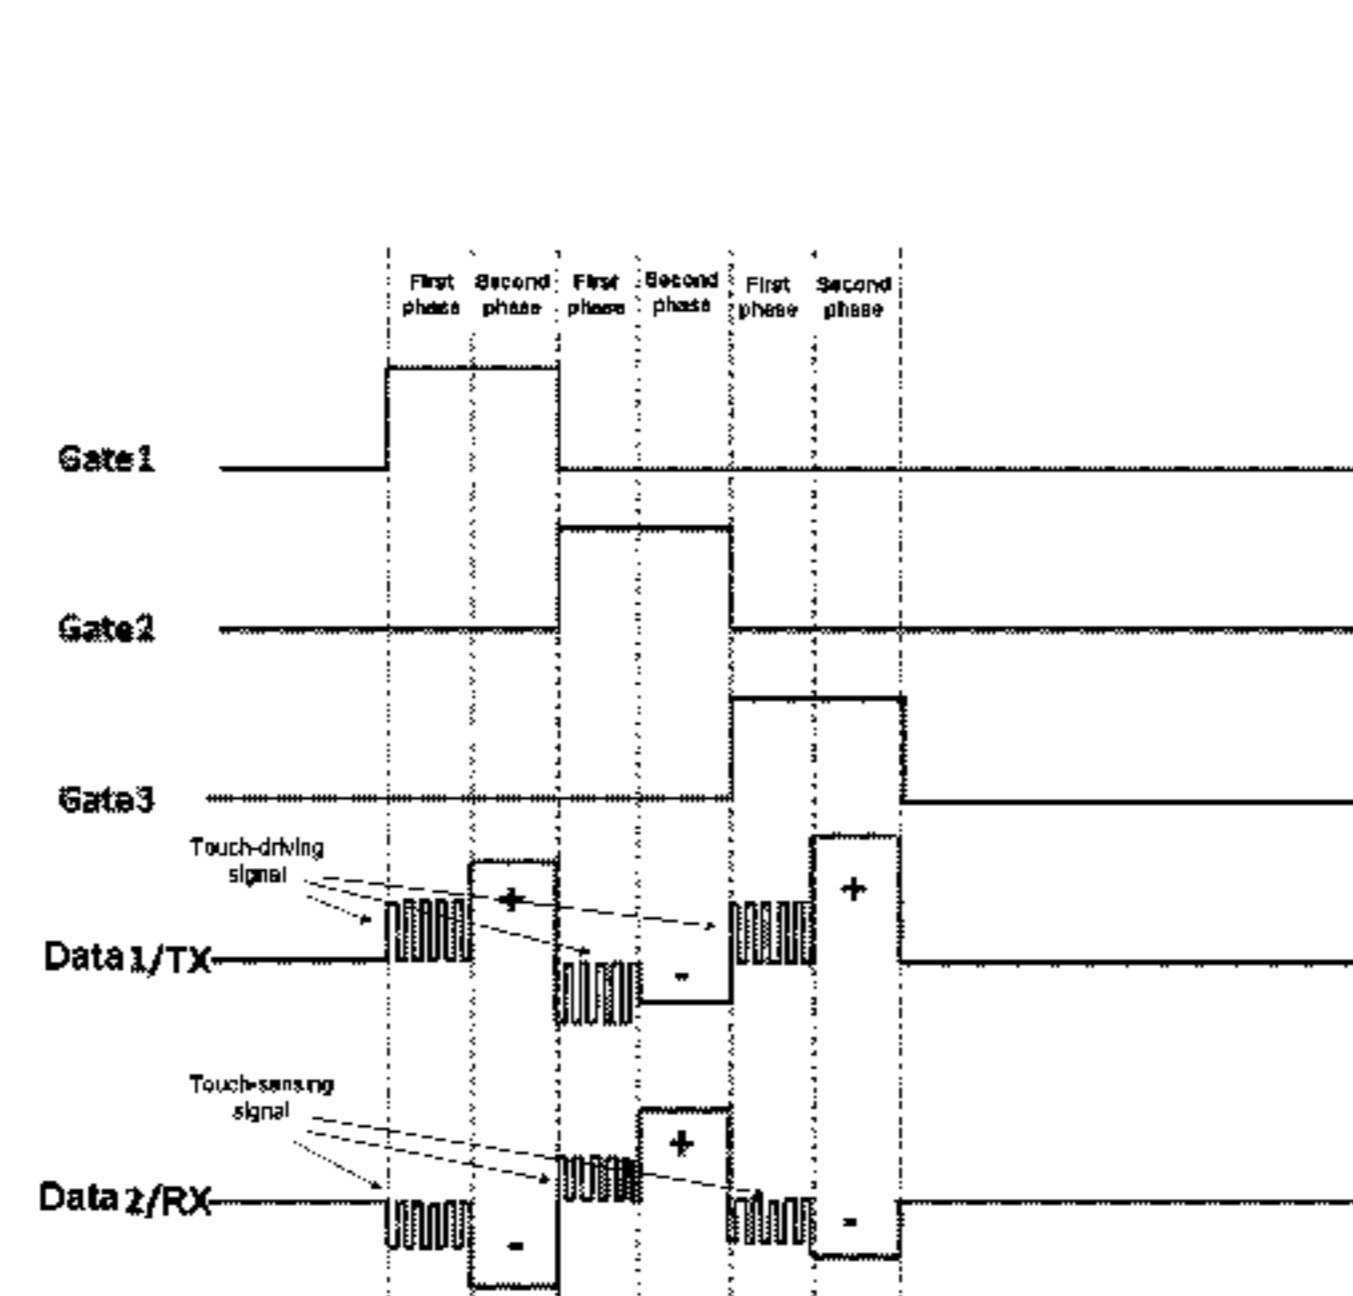 First Second First Second First Second
phase phase phase phase phase phase
Gate1
Gate2
Gate3
Touch-driving
signal
+
+
Data1/TX
-
Touch-sensing
signal
+
Data2/RX
-
-